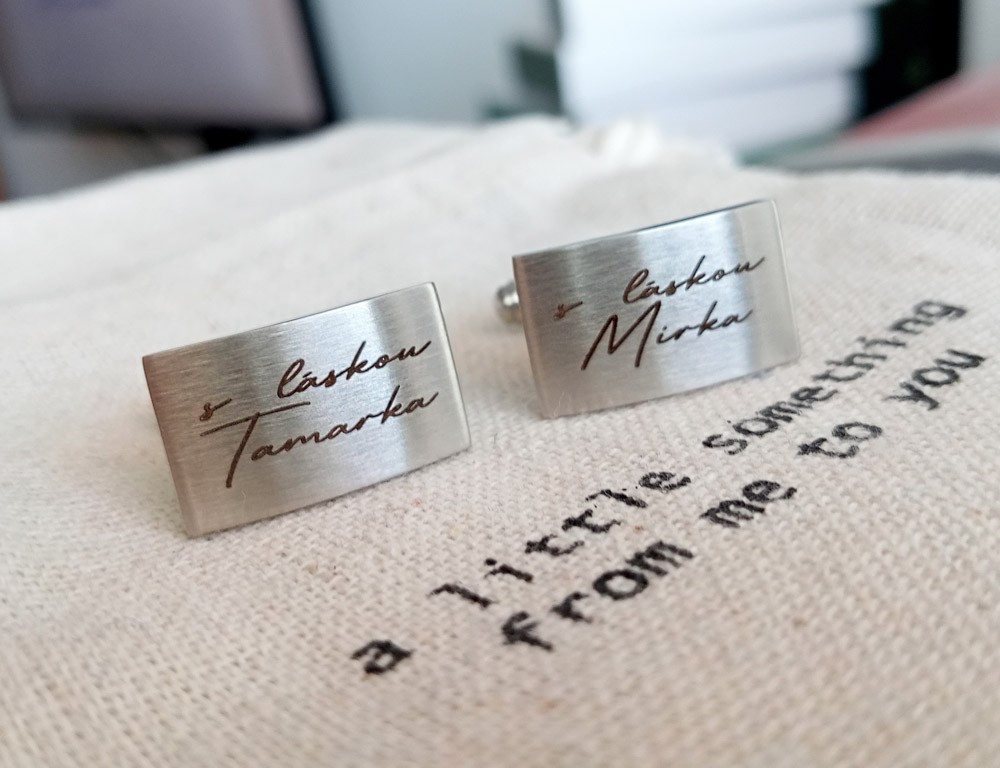 s láskou
Tamarka
s láskou
Mirka
a little something
from me to you